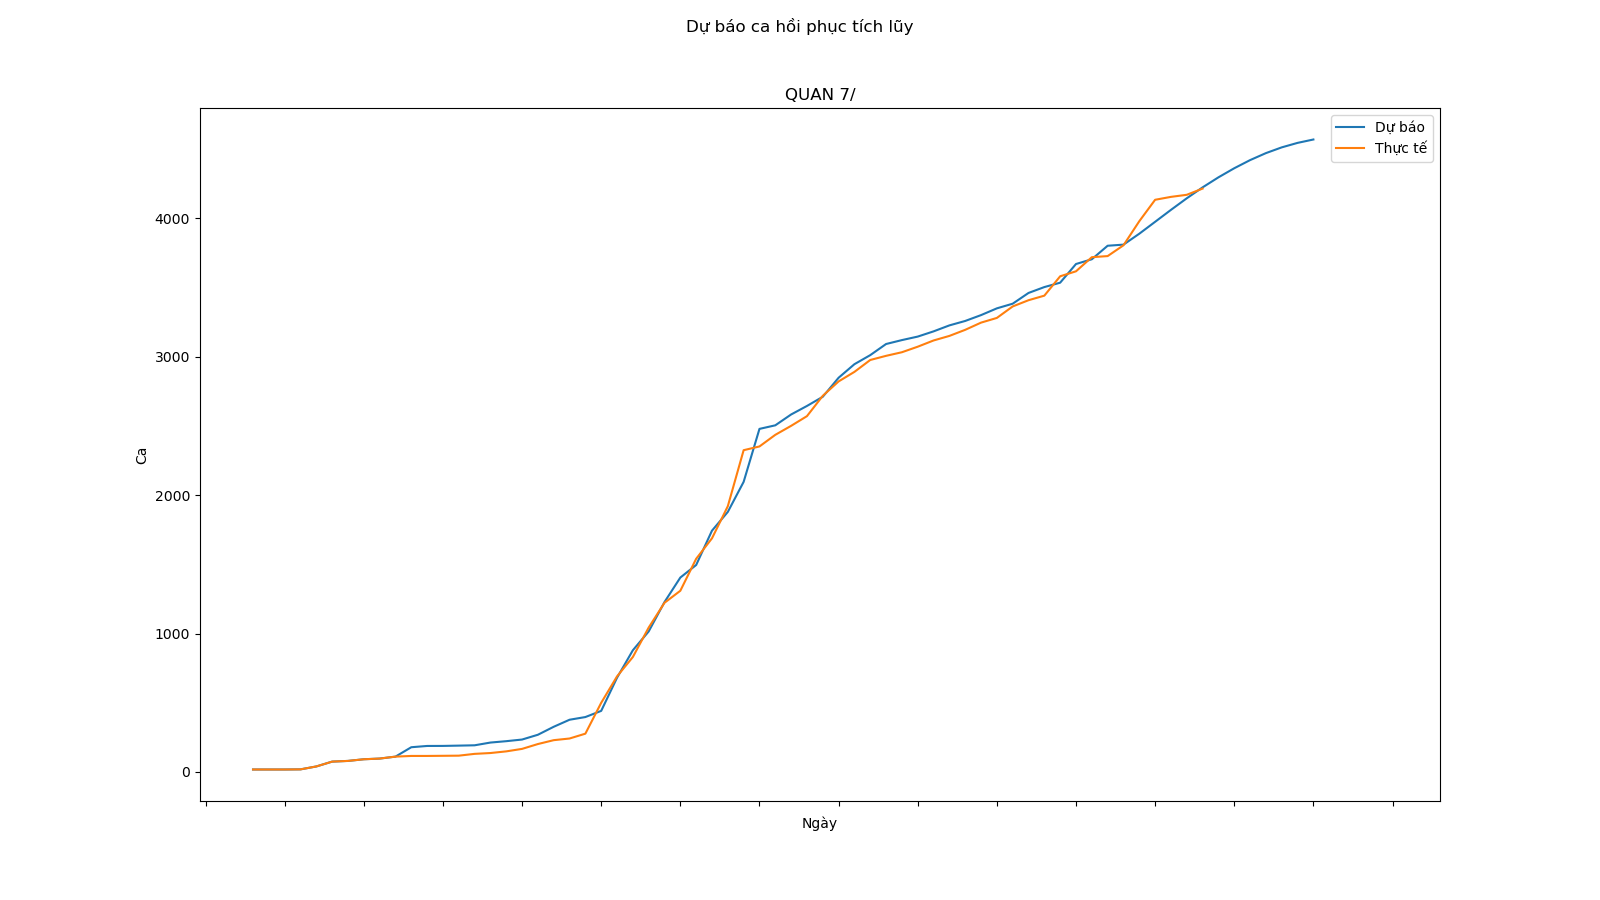 Dự báo ca hồi phục tích lũy
QUAN 7/
Dự báo
Thực tế
4000
3000
2000
1000
0
Ca
Ngày